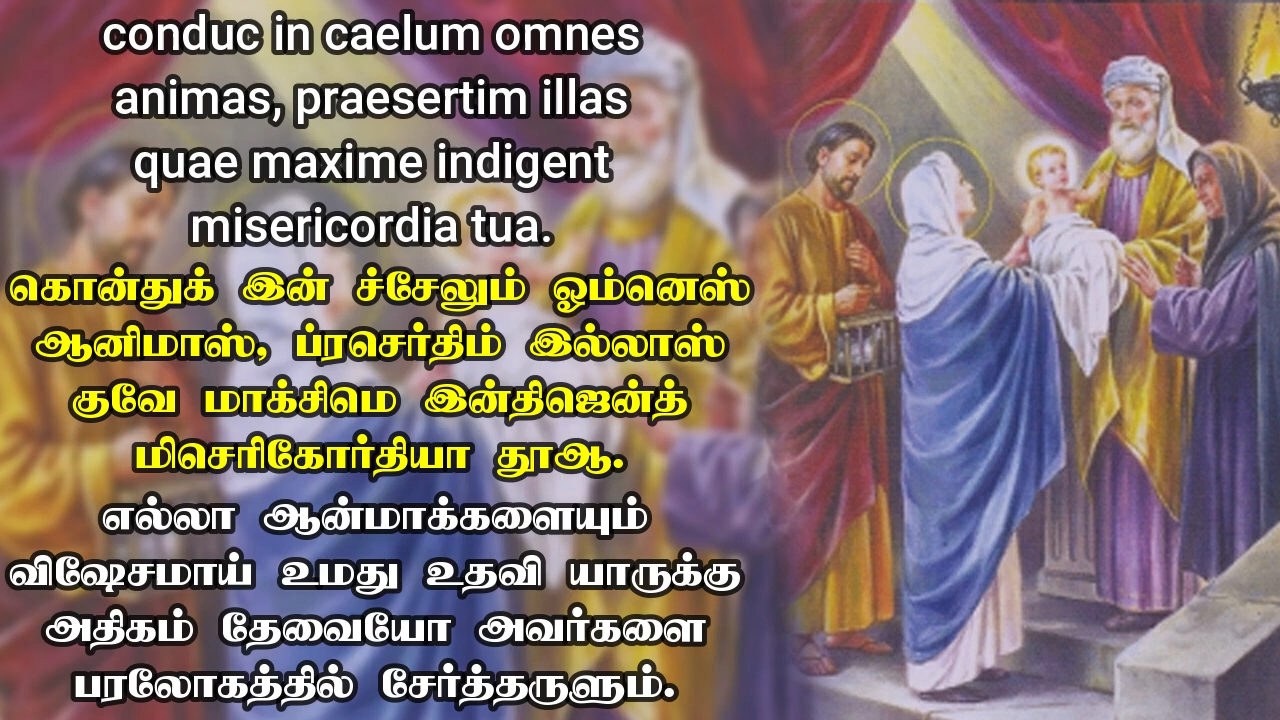 conduc in caelum omnes
animas, praesertim illas
quae maxime indigent
misericordia tua.
கொன்துக் இன் ச்சேலும் ஓம்னெஸ்
ஆனிமாஸ், ப்ரசெர்திம் இல்லாஸ்
குவே மாக்சிமெ இன்திஜென்த்
மிசெரிகோர்தியா தூஆ.
எல்லா ஆன்மாக்களையும்
விஷேசமாய் உமது உதவி யாருக்கு
அதிகம் தேவையோ அவர்களை
பரலோகத்தில் சேர்த்தருளும்.